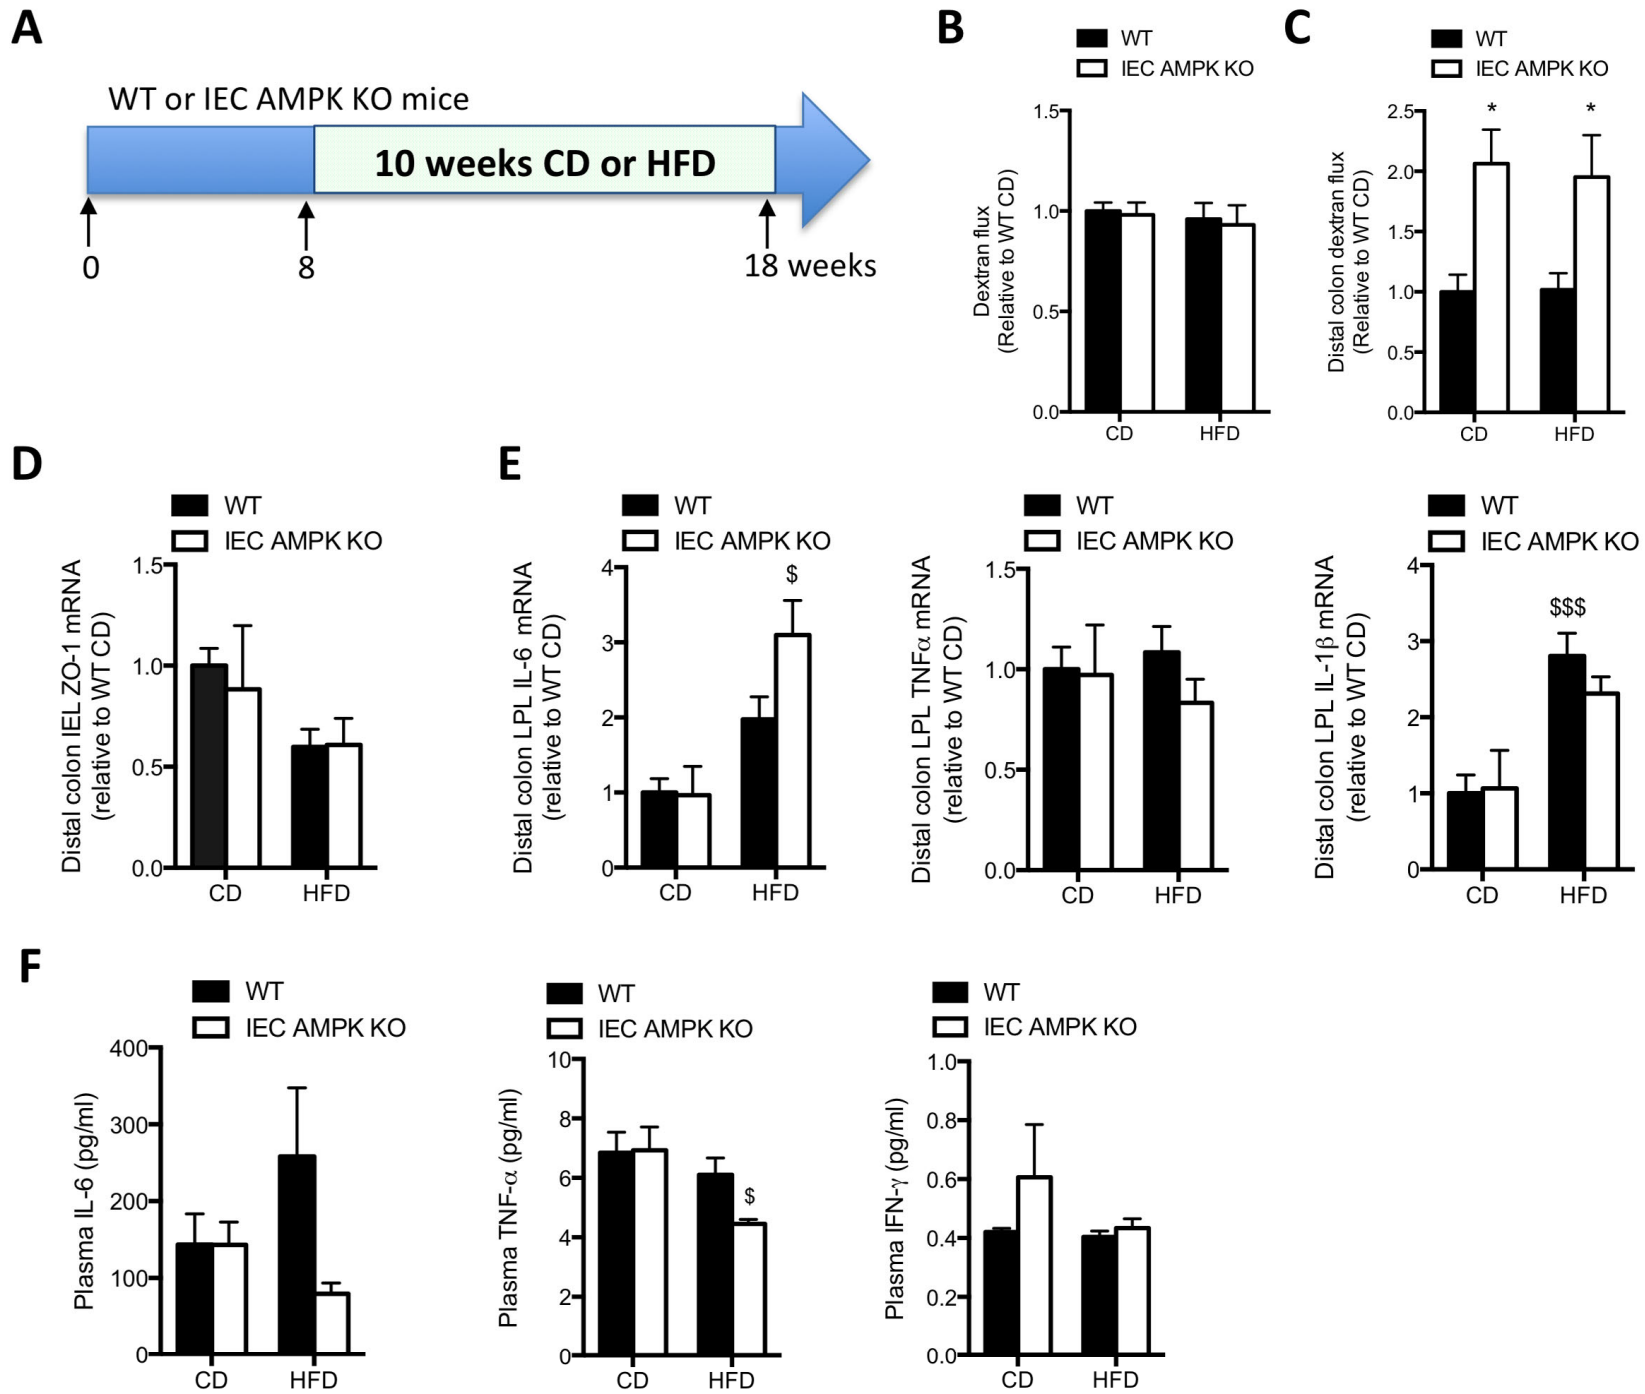 A
WT or IEC AMPK KO mice
10 weeks CD or HFD
0
8
18 weeks
B
WT
IEC AMPK KO
Dextran flux
(Relative to WT CD)
1.5
1.0
0.5
0.0
CD
HFD
C
WT
IEC AMPK KO
Distal colon dextran flux
(Relative to WT CD)
2.5
2.0
1.5
1.0
0.5
0.0
*
*
CD
HFD
D
WT
IEC AMPK KO
Distal colon IEL ZO-1 mRNA
(relative to WT CD)
1.5
1.0
0.5
0.0
CD
HFD
E
WT
IEC AMPK KO
Distal colon LPL IL-6 mRNA
(relative to WT CD)
4
3
2
1
0
$
CD
HFD
WT
IEC AMPK KO
Distal colon LPL TNFα mRNA
(relative to WT CD)
1.5
1.0
0.5
0.0
CD
HFD
WT
IEC AMPK KO
Distal colon LPL IL-1β mRNA
(relative to WT CD)
4
3
2
1
0
$$$
CD
HFD
F
WT
IEC AMPK KO
Plasma IL-6 (pg/ml)
400
300
200
100
0
CD
HFD
WT
IEC AMPK KO
Plasma TNF-α (pg/ml)
10
8
6
4
2
0
$
CD
HFD
WT
IEC AMPK KO
Plasma IFN-γ (pg/ml)
1.0
0.8
0.6
0.4
0.2
0.0
CD
HFD